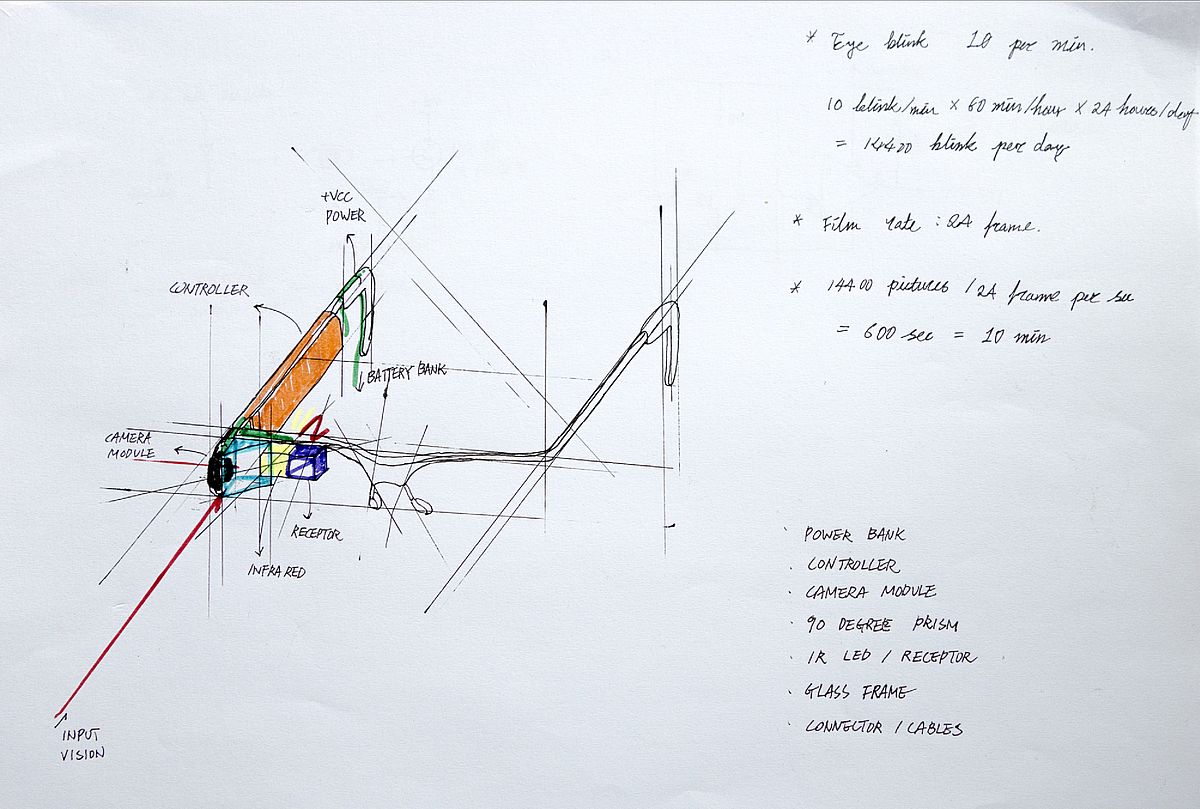 * Eye blink 10 per min.
10 blink/min × 60 min/hour × 24 hours/day
= 14400 blink per day
* Film rate : 24 frame.
* 14400 pictures / 24 frame per sec
= 600 sec = 10 min
+VCC
POWER
CONTROLLER
BATTERY BANK
CAMERA
MODULE
RECEPTOR
INFRARED
INPUT
VISION
· POWER BANK
· CONTROLLER
· CAMERA MODULE
· 90 DEGREE PRISM
· IR LED / RECEPTOR
· GLASS FRAME
· CONNECTOR / CABLES